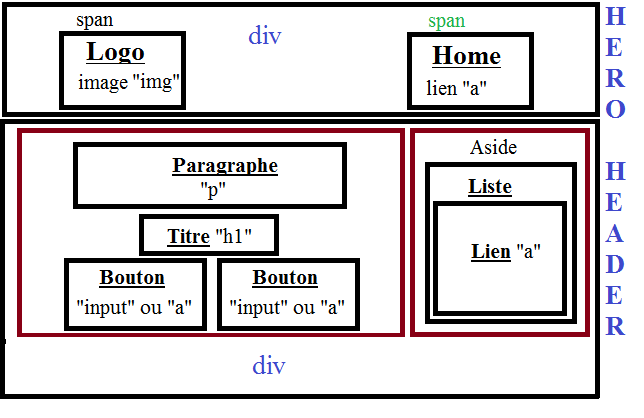 span
div
span
Logo
image "img"
Home
lien "a"
HERO HEADER
Paragraphe
"p"
Titre "h1"
Bouton
"input" ou "a"
Bouton
"input" ou "a"
Aside
Liste
Lien "a"
div